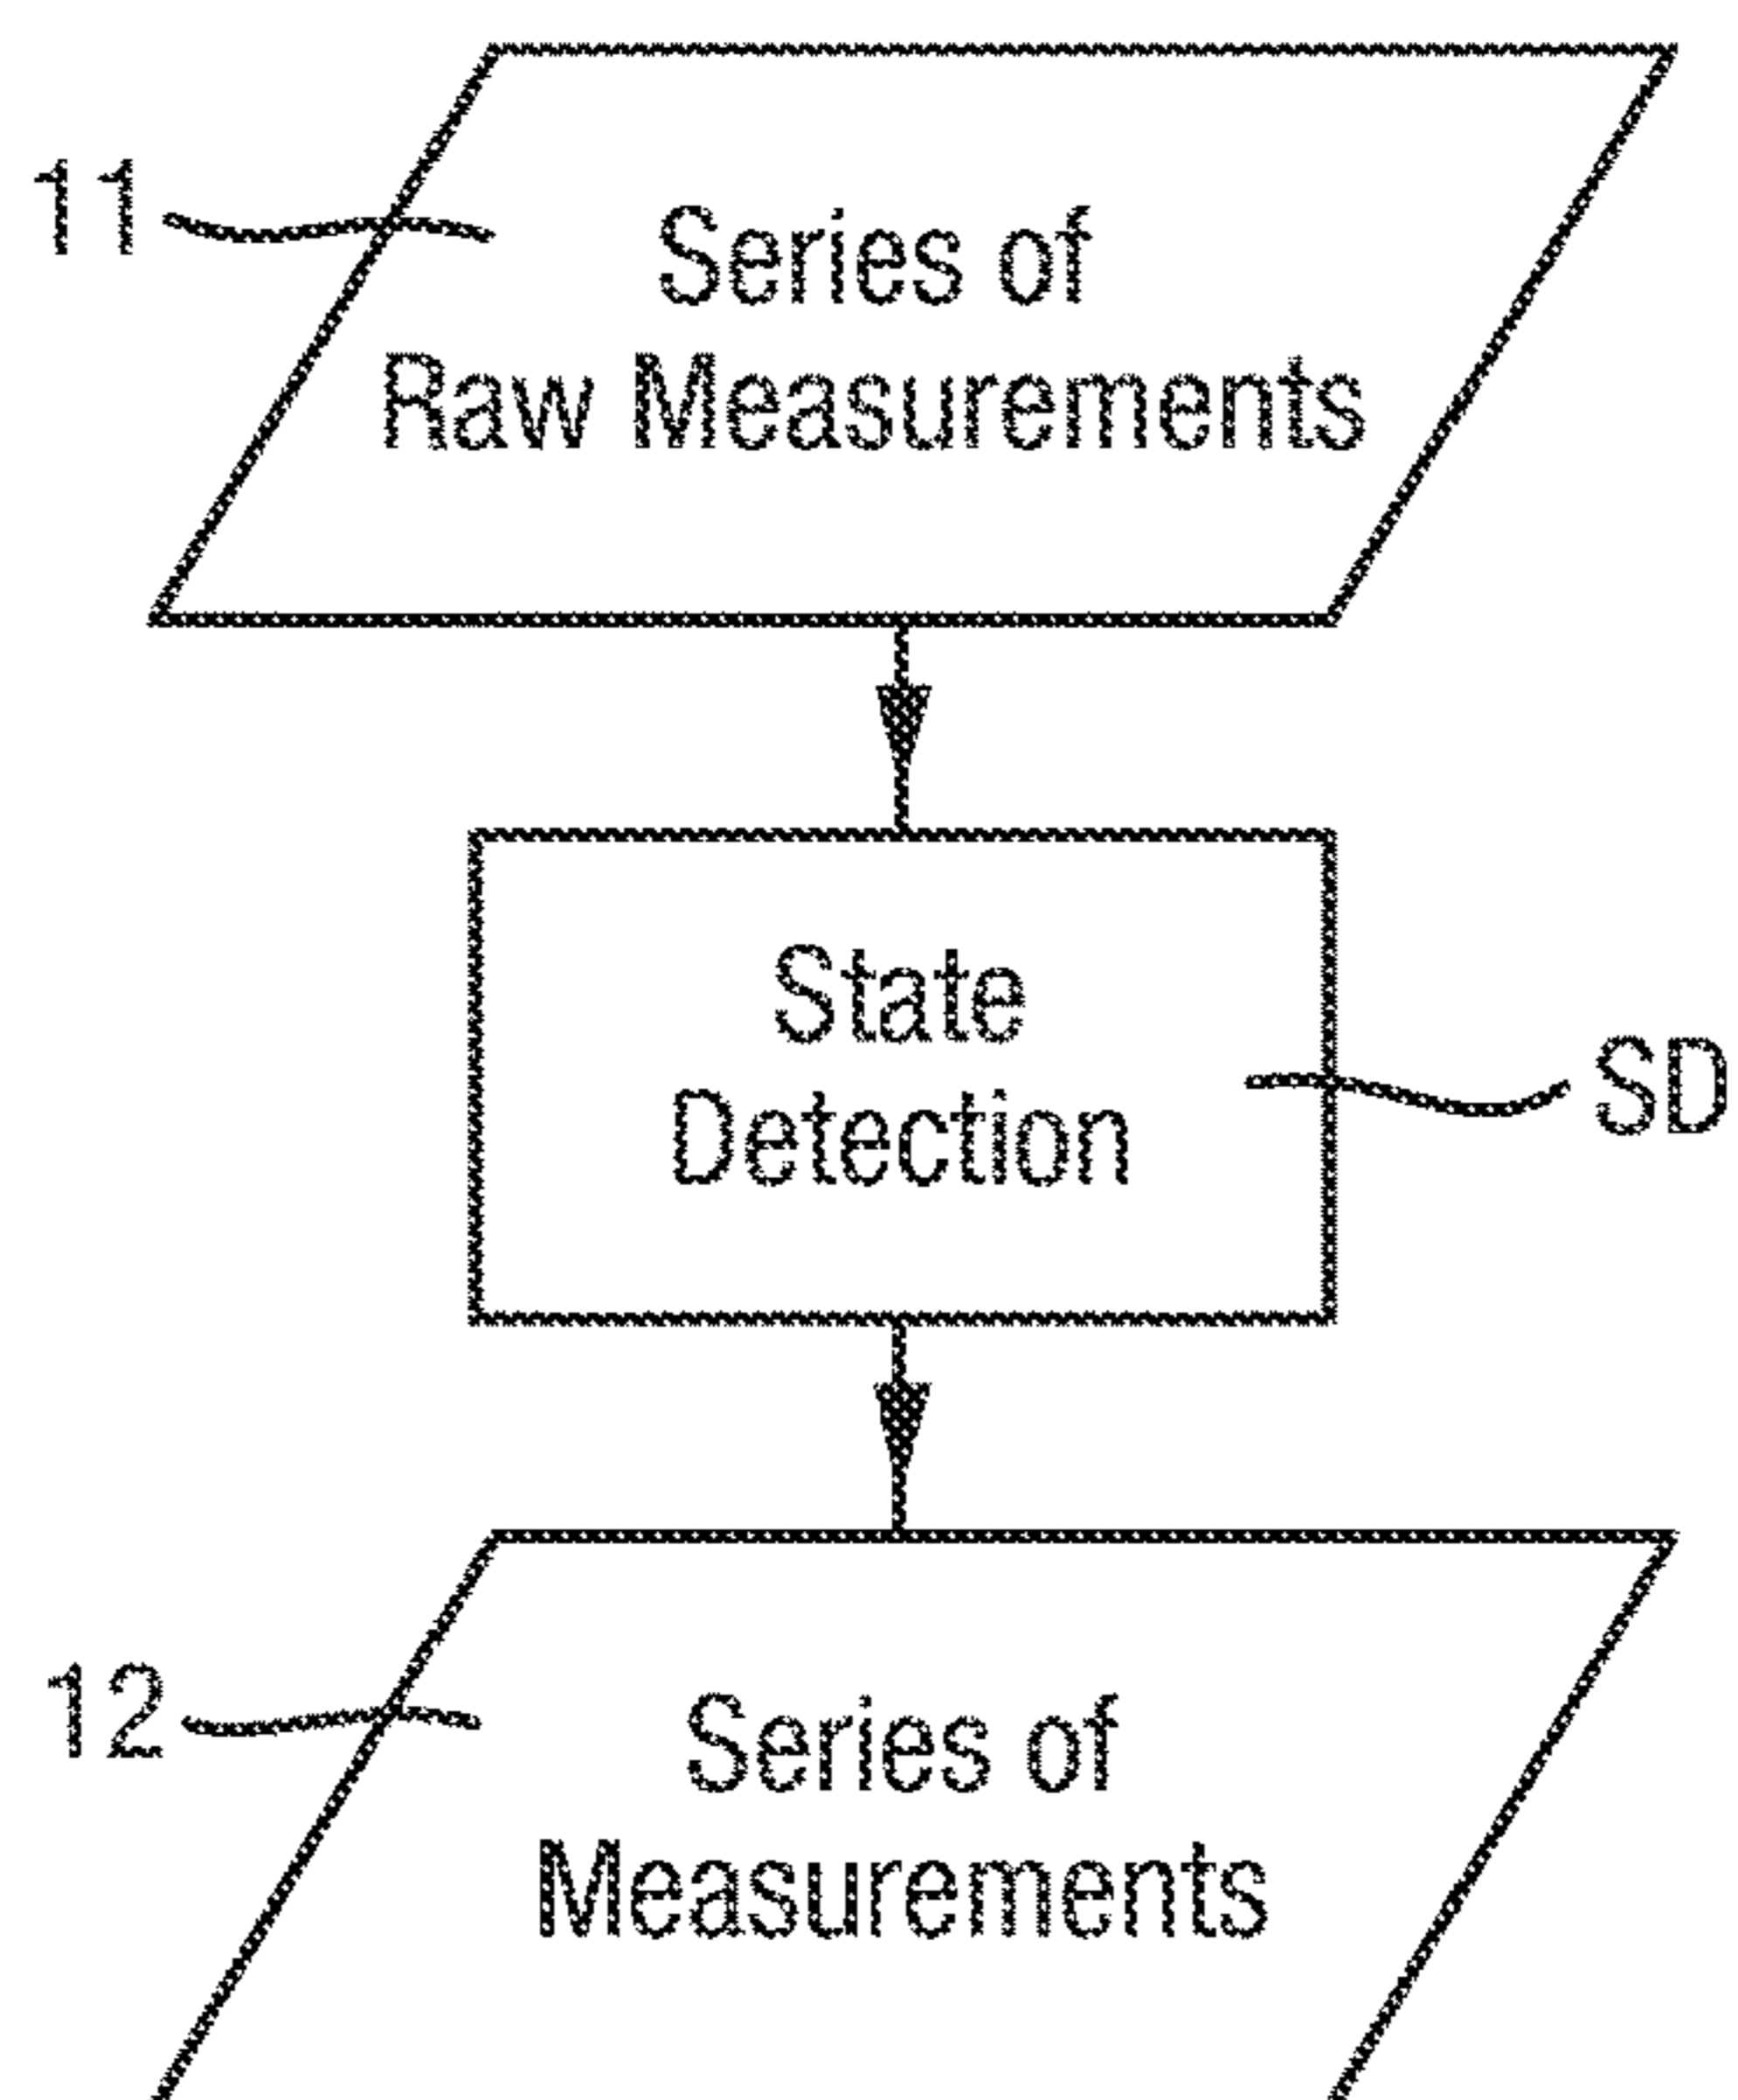 11
Series of
Raw Measurements
State
Detection
SD
12
Series of
Measurements